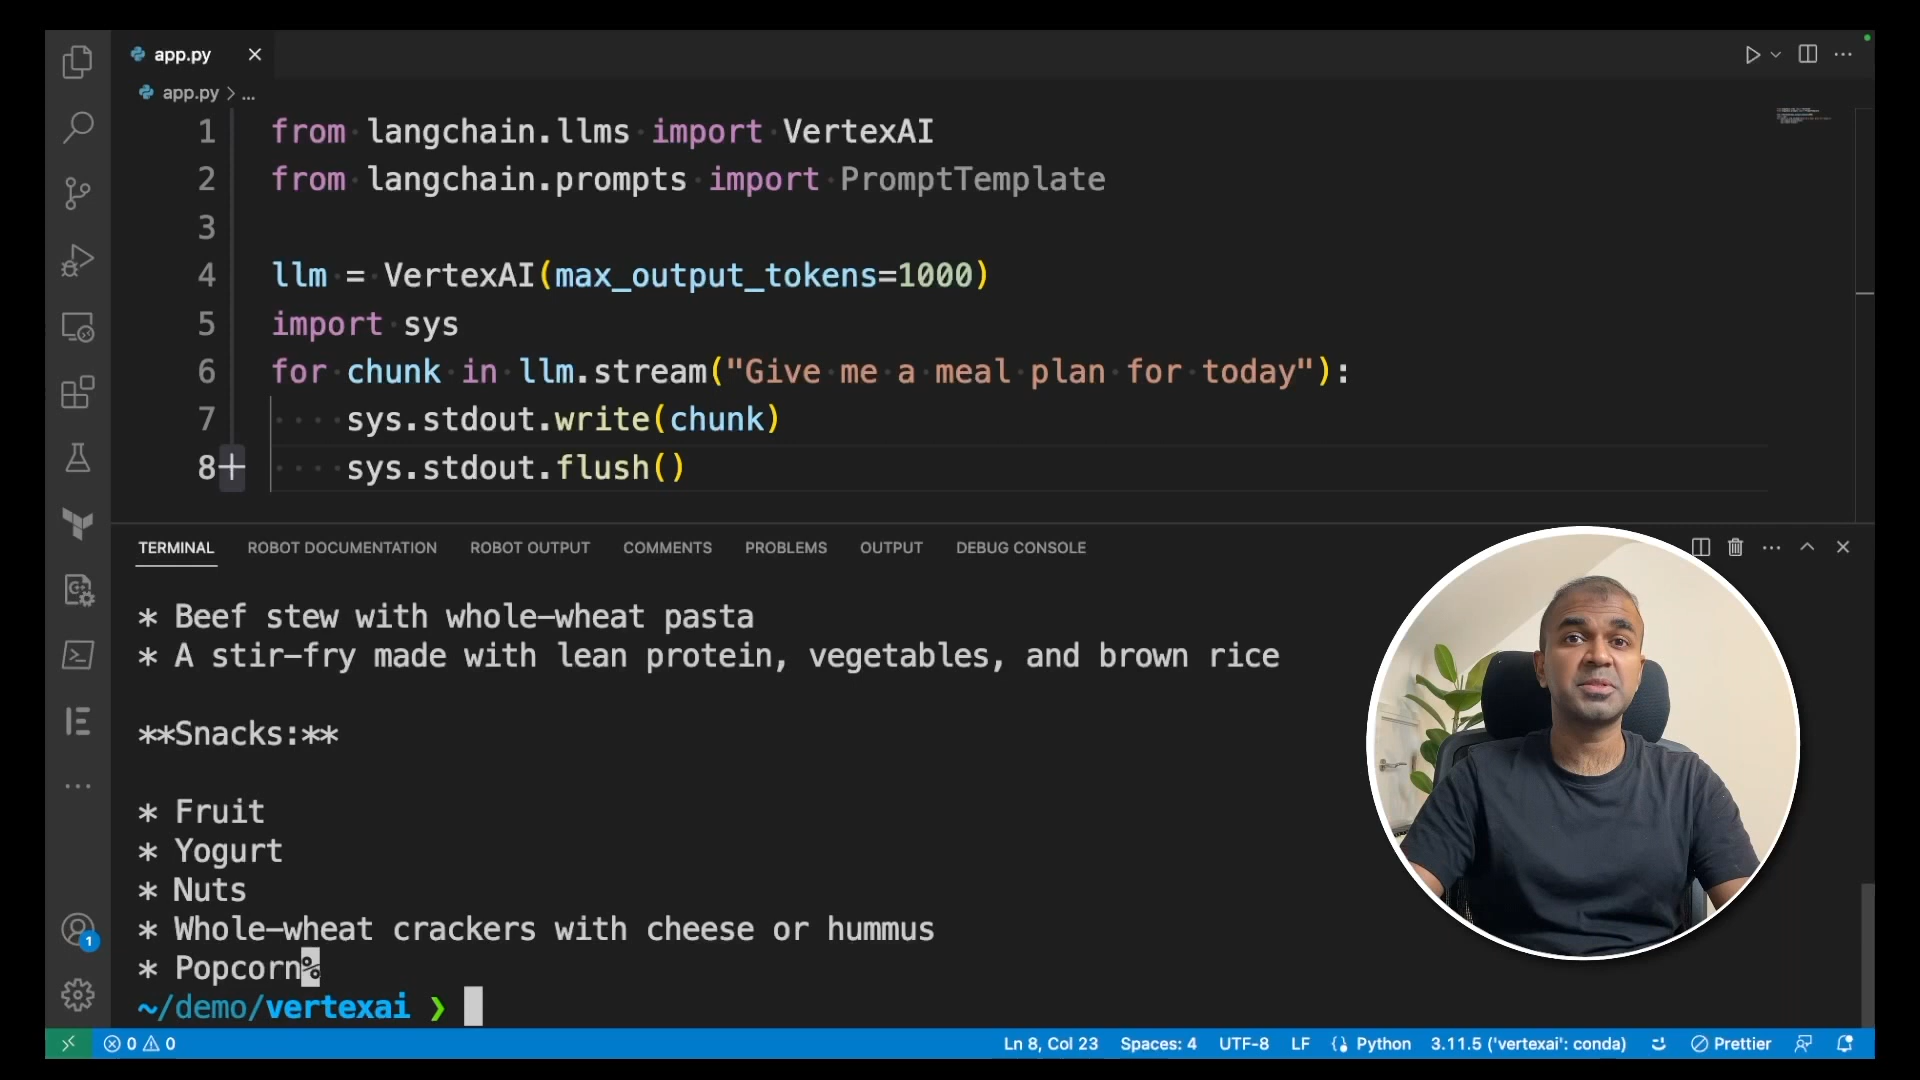 app.py
app.py > ...
1 from langchain.llms import VertexAI
2 from langchain.prompts import PromptTemplate
3
4 llm = VertexAI(max_output_tokens=1000)
5 import sys
6 for chunk in llm.stream("Give me a meal plan for today"):
7 sys.stdout.write(chunk)
8 sys.stdout.flush()
TERMINAL ROBOT DOCUMENTATION ROBOT OUTPUT COMMENTS PROBLEMS OUTPUT DEBUG CONSOLE
* Beef stew with whole-wheat pasta
* A stir-fry made with lean protein, vegetables, and brown rice
**Snacks:**
* Fruit
* Yogurt
* Nuts
* Whole-wheat crackers with cheese or hummus
* Popcorn%
~/demo/vertexai ❯
1
0 0 Ln 8, Col 23 Spaces: 4 UTF-8 LF Python 3.11.5 ('vertexai': conda) Prettier